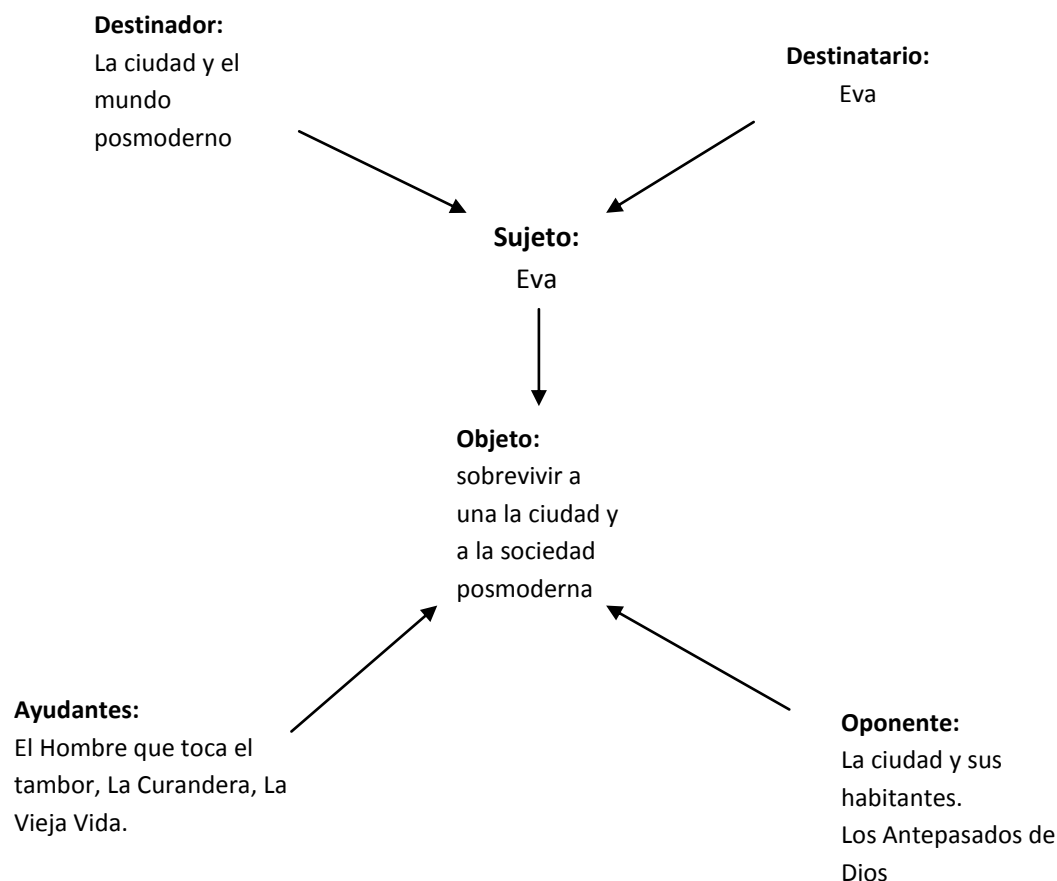 Destinador:
La ciudad y el
mundo
posmoderno
Destinatario:
Eva
Sujeto:
Eva
Objeto:
sobrevivir a
una la ciudad y
a la sociedad
posmoderna
Ayudantes:
El Hombre que toca el
tambor, La Curandera, La
Vieja Vida.
Oponente:
La ciudad y sus
habitantes.
Los Antepasados de
Dios